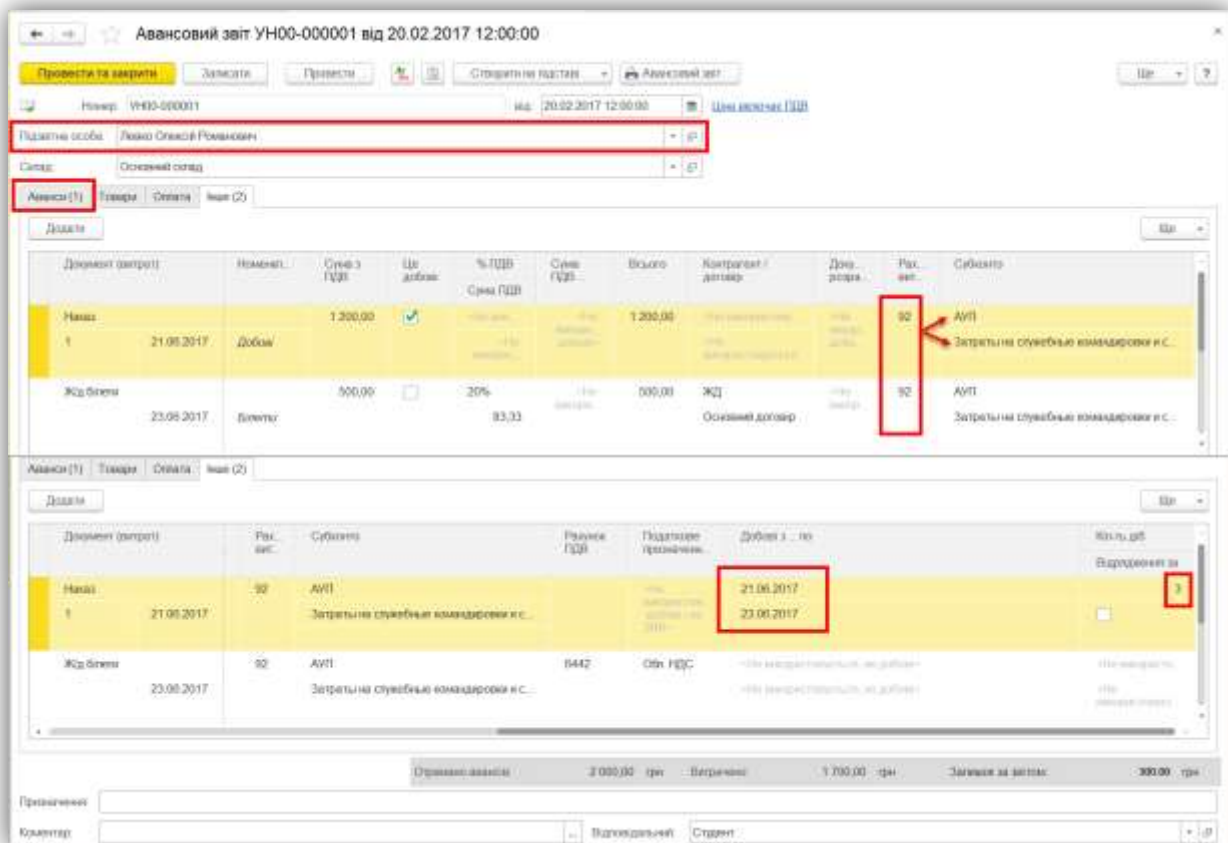 Авансовий звіт УН00-000001 від 20.02.2017 12:00:00
Провести та закрити Записати Провести Створити на підставі Авансовий звіт Ще ?
Номер: УН00-000001 від: 20.02.2017 12:00:00 Ціна включає ПДВ
Підзвітна особа: Олексій Романович
Склад: Основний склад
Аванси (1) Товари Оплата Інше (2)
Додати Ще
Документ (витрат) Номенкл... Сума з ПДВ Це добові % ПДВ Сума ПДВ... Всього Контрагент / договір Доку... розра... Рах... вит... Субконто
Сума ПДВ
Наказ 1 200,00 1 200,00 92 АУП
1 21.06.2017 Добові Затраты на служебные командировки и с...
Ж/д білети 500,00 20% 500,00 ЖД 92 АУП
23.06.2017 Билеты 83,33 Основний договір Затраты на служебные командировки и с...
Аванси (1) Товари Оплата Інше (2)
Додати Ще
Документ (витрат) Рах... вит... Субконто Рахунок ПДВ Податкове призначенн... Добові з ... по Кіл-ть діб
Відрядження за
Наказ 92 АУП 21.06.2017 3
1 21.06.2017 Затраты на служебные командировки и с... 23.06.2017
Ж/д білети 92 АУП 6442 Обл. НДС
23.06.2017 Затраты на служебные командировки и с...
Отримано авансів: 2 000,00 грн Витрачено: 1 700,00 грн Залишок за звітом: 300.00 грн
Призначення:
Коментар: ... Відповідальний: Студент